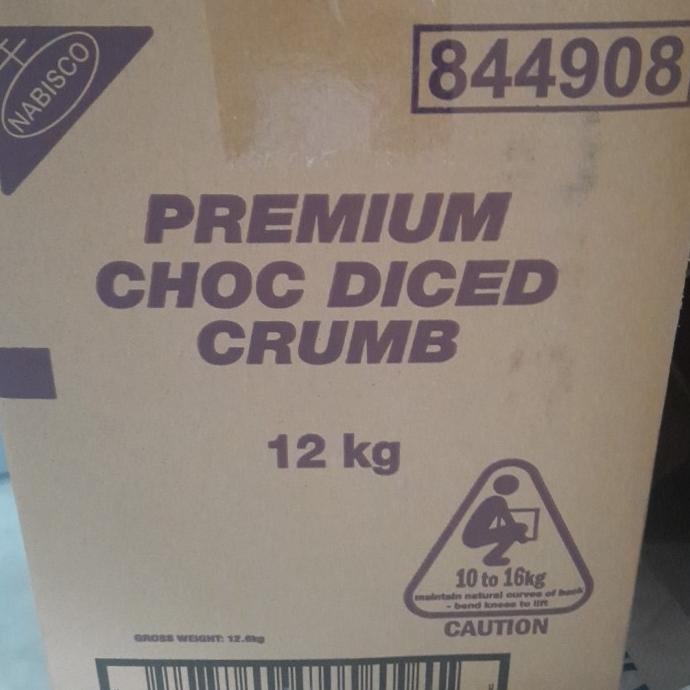 NABISCO
844908
PREMIUM
CHOC DICED
CRUMB
12 kg
10 to 16kg
maintain natural curves of back
- bend knees to lift
CAUTION
GROSS WEIGHT: 12.6kg